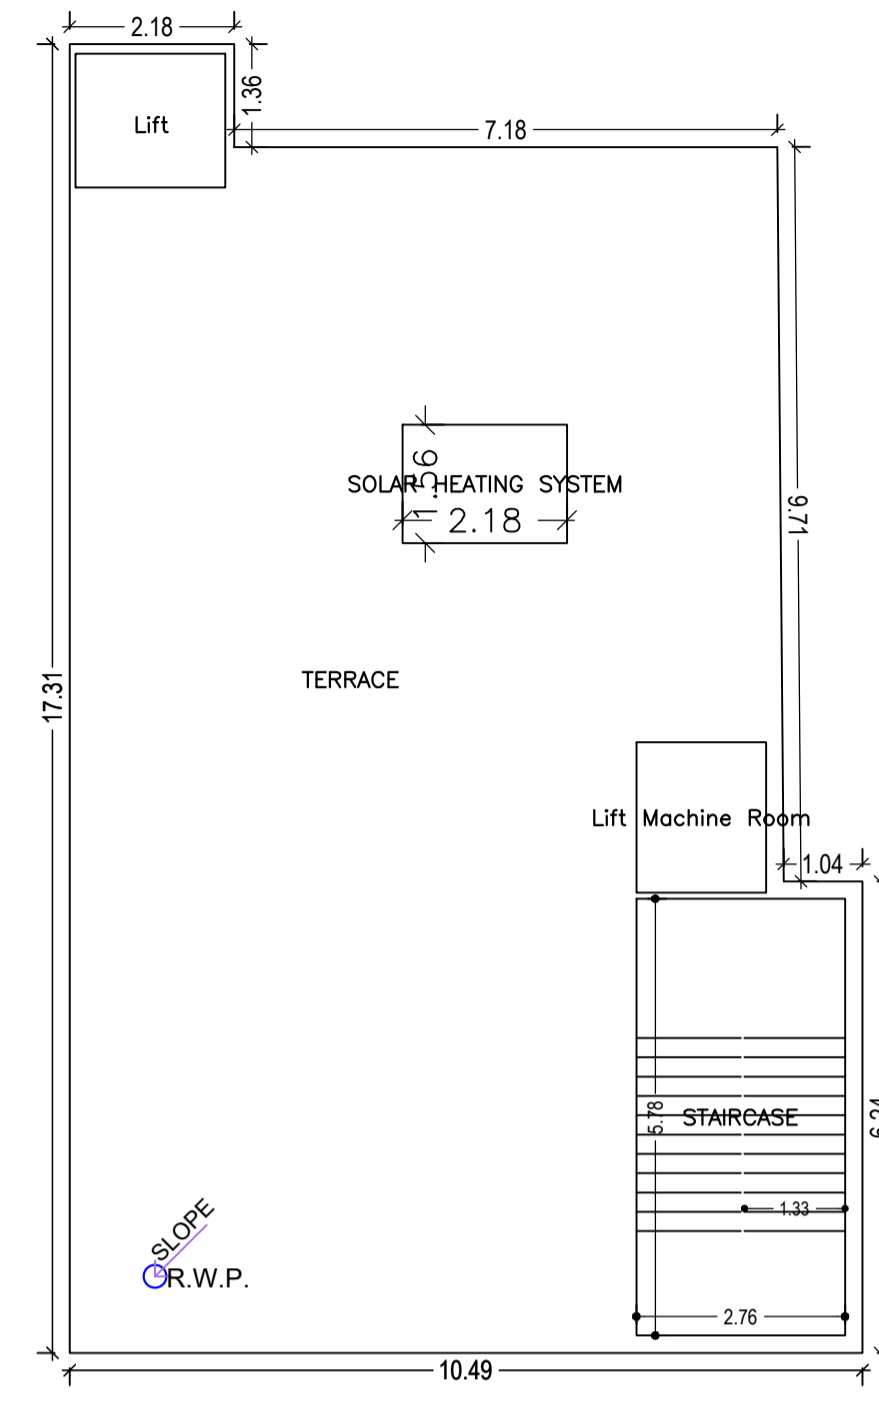 2.18
1.36
Lift
7.18
9.71
1.56
SOLAR HEATING SYSTEM
2.18
TERRACE
17.31
Lift Machine Room
1.04
5.78
STAIRCASE
1.33
SLOPE
R.W.P.
2.76
10.49